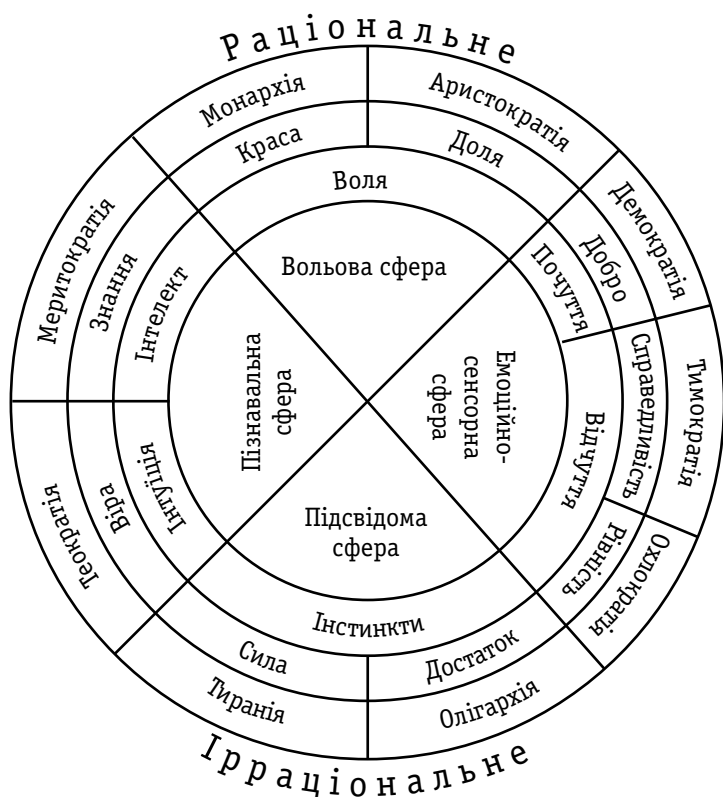 Раціональне
Монархія
Аристократія
Демократія
Тимократія
Охлократія
Олігархія
Тиранія
Теократія
Меритократія
Краса
Доля
Добро
Справедливість
Рівність
Достаток
Сила
Віра
Знання
Воля
Почуття
Відчуття
Інстинкти
Інтуїція
Інтелект
Вольова сфера
Емоційно-
сенсорна
сфера
Підсвідома
сфера
Пізнавальна
сфера
Ірраціональне